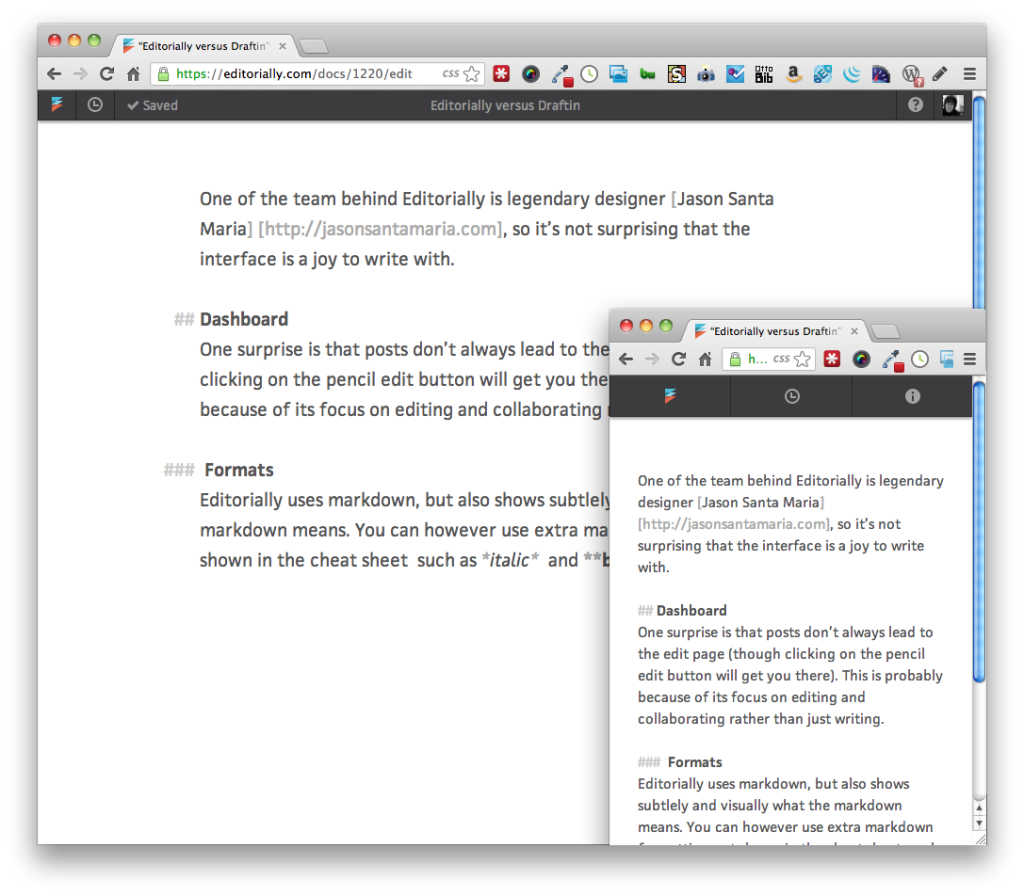 "Editorially versus Draftin"
https://editorially.com/docs/1220/edit
css
bw
OTTO
Bib
Saved
Editorially versus Draftin
One of the team behind Editorially is legendary designer [Jason Santa
Maria] [http://jasonsantamaria.com], so it’s not surprising that the
interface is a joy to write with.
## Dashboard
One surprise is that posts don’t always lead to the
clicking on the pencil edit button will get you the
because of its focus on editing and collaborating
### Formats
Editorially uses markdown, but also shows subtlely
markdown means. You can however use extra ma
shown in the cheat sheet such as *italic* and **b
"Editorially versus Draftin"
h... css
One of the team behind Editorially is legendary
designer [Jason Santa Maria]
[http://jasonsantamaria.com], so it’s not
surprising that the interface is a joy to write
with.
## Dashboard
One surprise is that posts don’t always lead to
the edit page (though clicking on the pencil
edit button will get you there). This is probably
because of its focus on editing and
collaborating rather than just writing.
### Formats
Editorially uses markdown, but also shows
subtlely and visually what the markdown
means. You can however use extra markdown